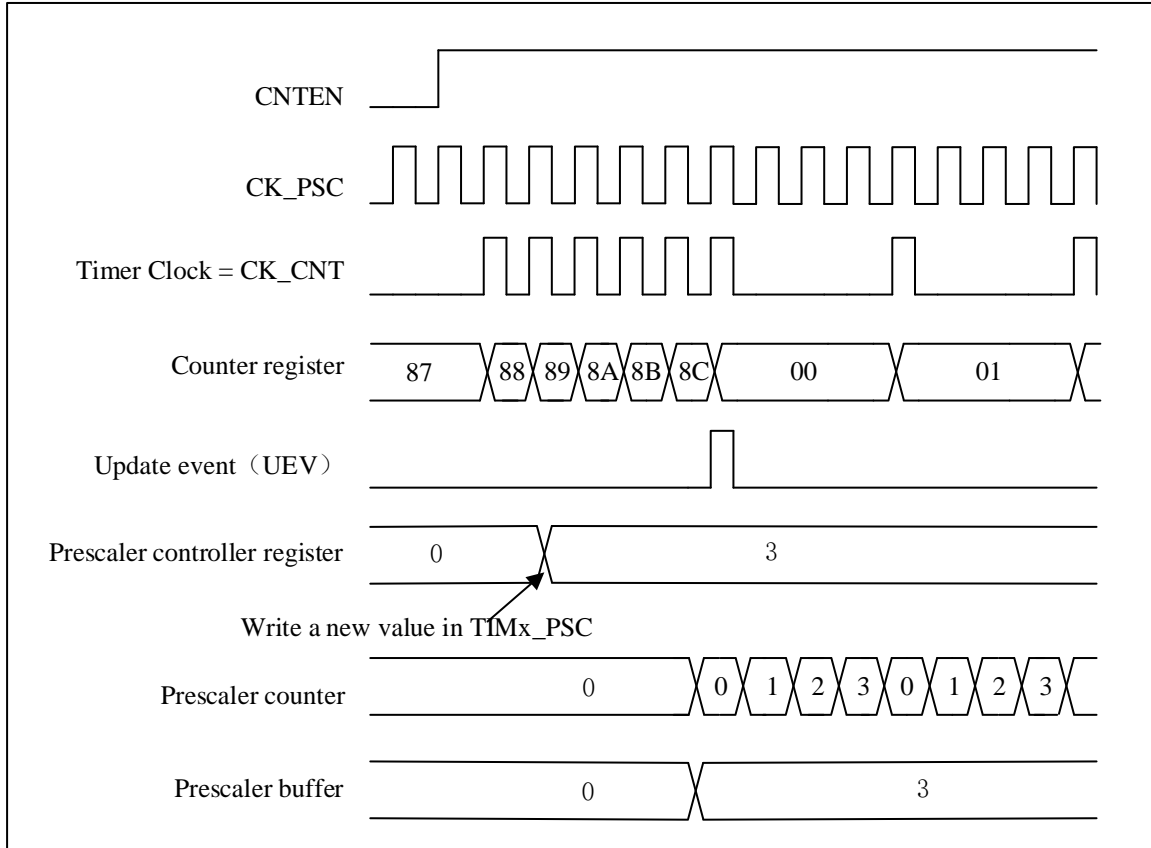 CNTEN
CK_PSC
Timer Clock = CK_CNT
Counter register 87 88 89 8A 8B 8C 00 01
Update event（UEV）
Prescaler controller register 0 3
Write a new value in TIMx_PSC
Prescaler counter 0 0 1 2 3 0 1 2 3
Prescaler buffer 0 3